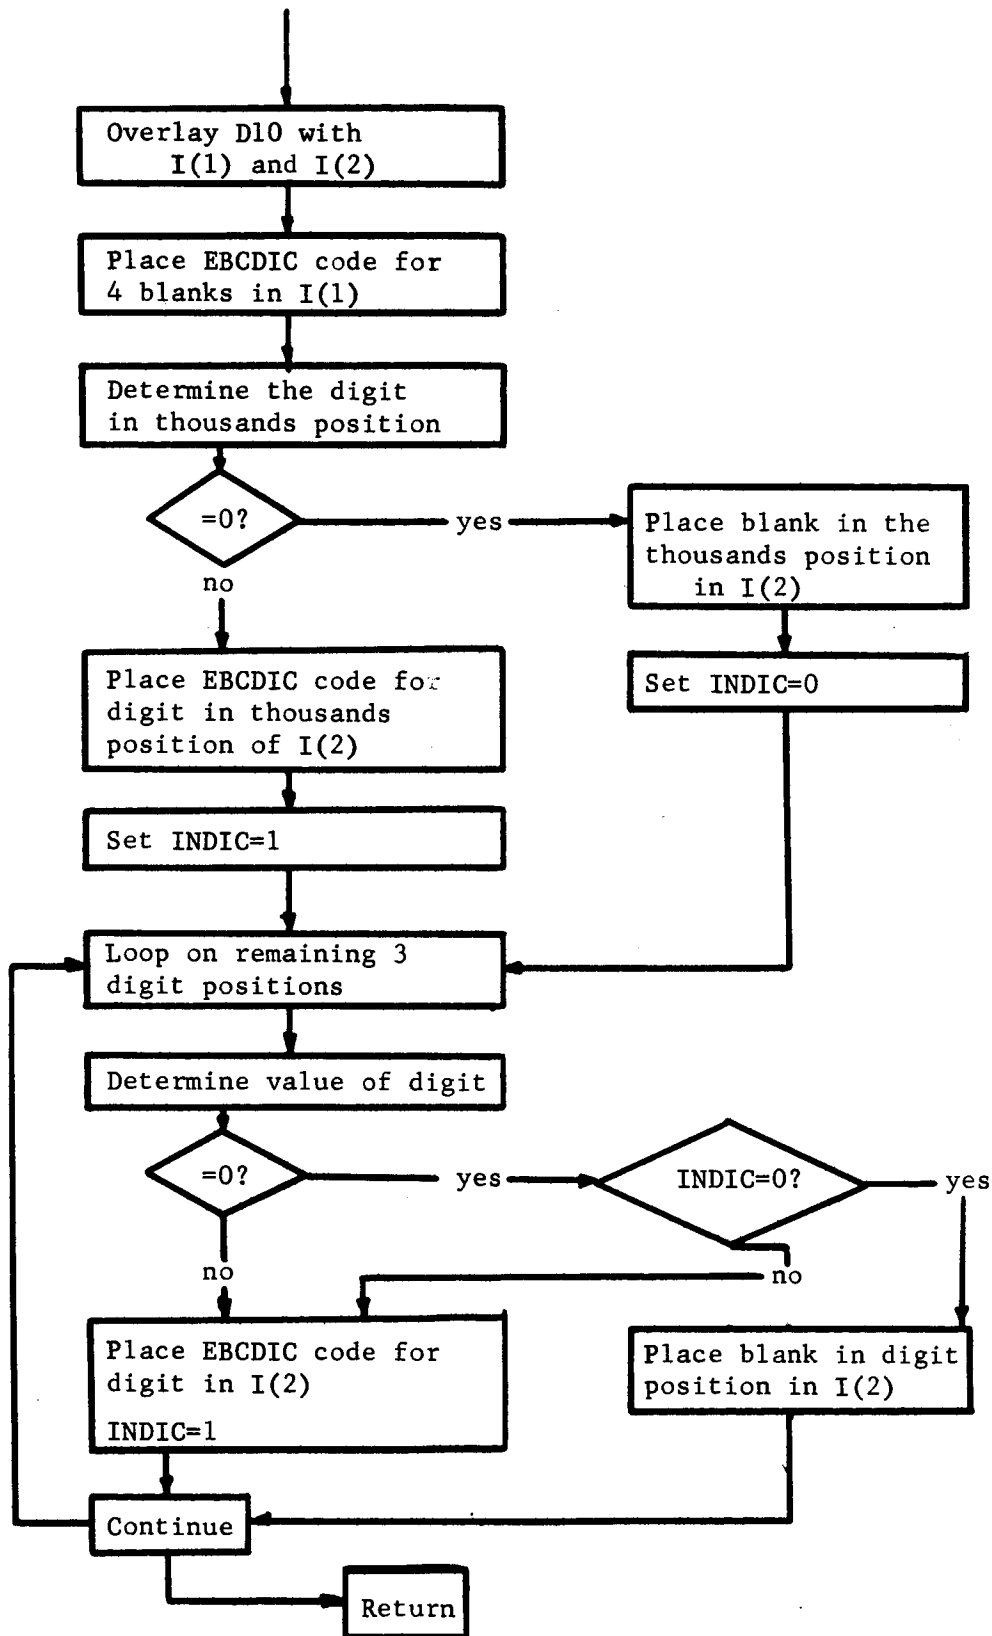 Overlay D10 with
I(1) and I(2)
Place EBCDIC code for
4 blanks in I(1)
Determine the digit
in thousands position
=0?
yes
Place blank in the
thousands position
in I(2)
no
Set INDIC=0
Place EBCDIC code for
digit in thousands
position of I(2)
Set INDIC=1
Loop on remaining 3
digit positions
Determine value of digit
=0?
yes
INDIC=0?
yes
no
no
Place EBCDIC code for
digit in I(2)
INDIC=1
Place blank in digit
position in I(2)
Continue
Return